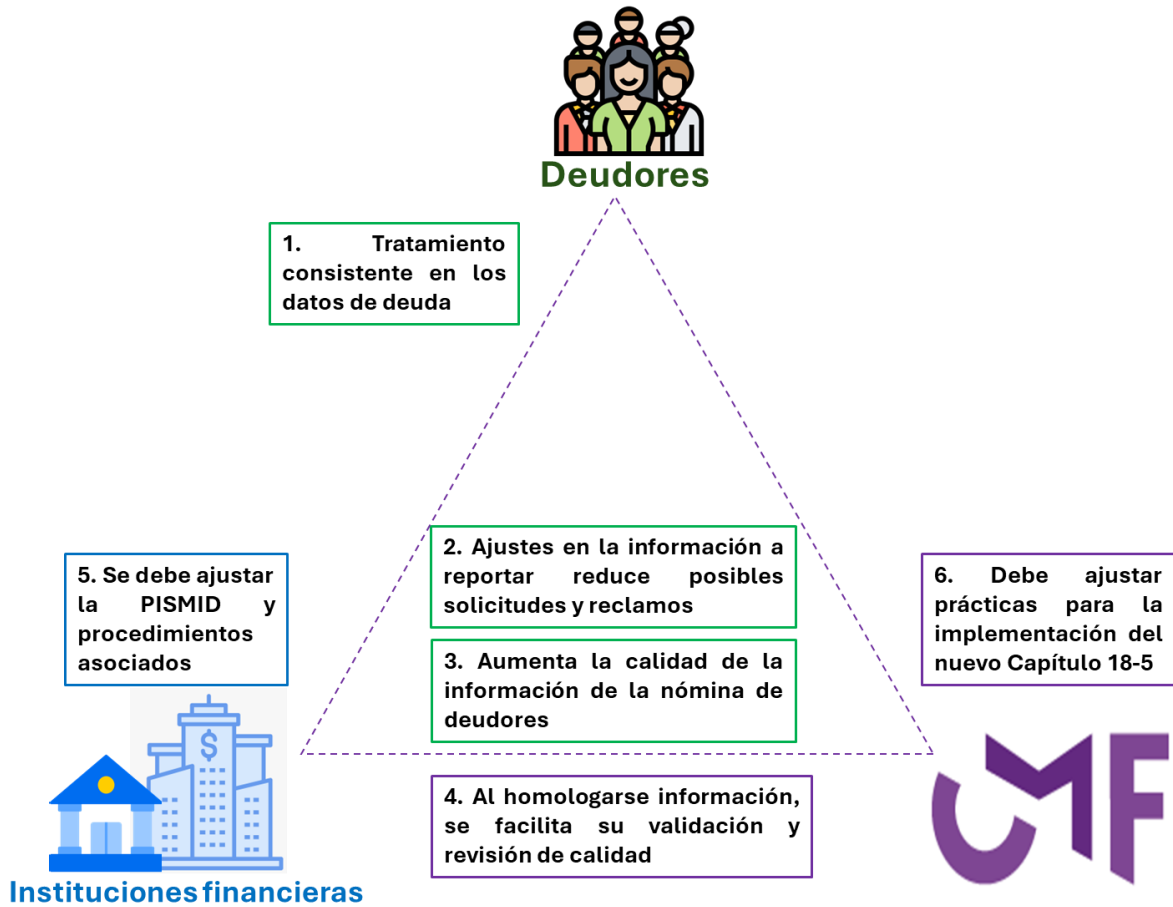 Deudores
1. Tratamiento
consistente en los
datos de deuda
2. Ajustes en la información a
reportar reduce posibles
solicitudes y reclamos
5. Se debe ajustar
la PISMID y
procedimientos
asociados
6. Debe ajustar
prácticas para la
implementación del
nuevo Capítulo 18-5
3. Aumenta la calidad de la
información de la nómina de
deudores
$
4. Al homologarse información,
se facilita su validación y
revisión de calidad
CMF
Instituciones financieras